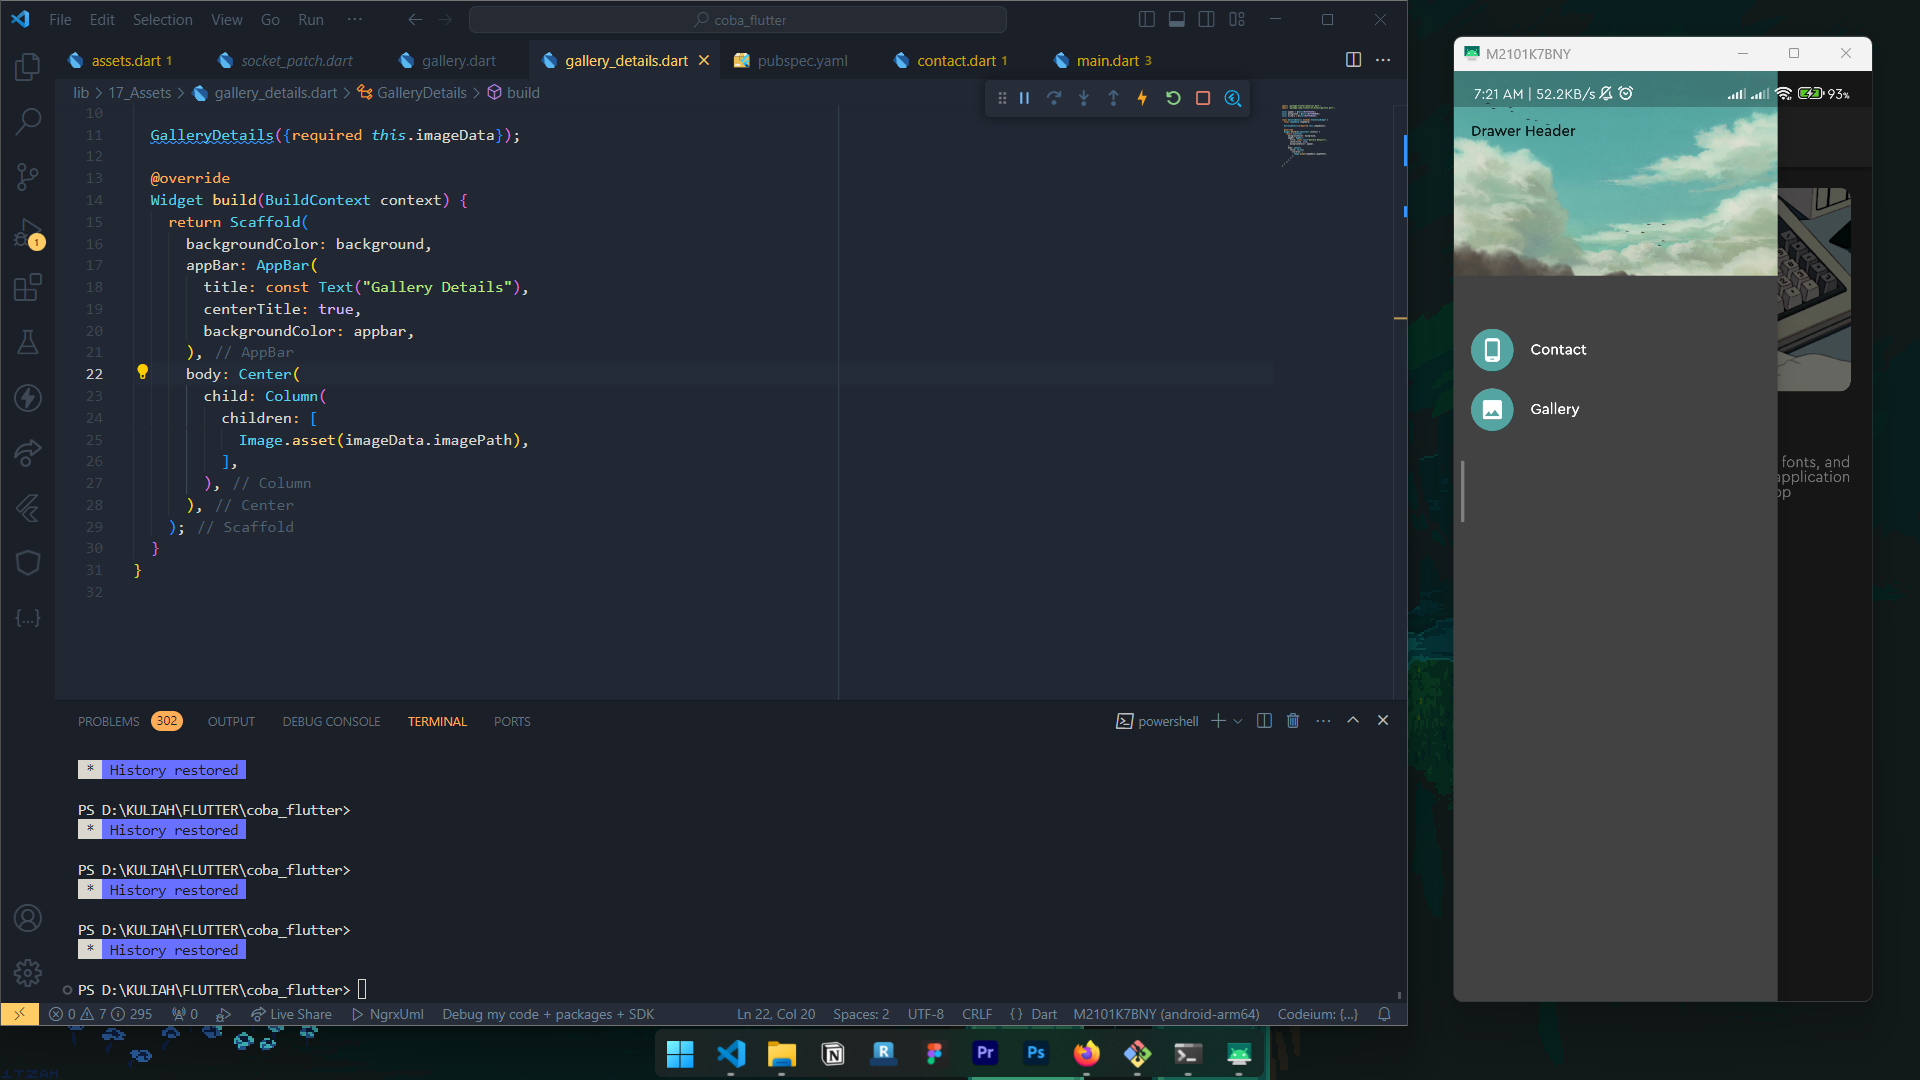 File Edit Selection View Go Run ···
coba_flutter
assets.dart 1
socket_patch.dart
gallery.dart
gallery_details.dart
pubspec.yaml
contact.dart 1
main.dart 3
lib > 17_Assets > gallery_details.dart > GalleryDetails > build
10
11 GalleryDetails({required this.imageData});
12
13 @override
14 Widget build(BuildContext context) {
15 return Scaffold(
16 backgroundColor: background,
17 appBar: AppBar(
18 title: const Text("Gallery Details"),
19 centerTitle: true,
20 backgroundColor: appbar,
21 ), // AppBar
22 body: Center(
23 child: Column(
24 children: [
25 Image.asset(imageData.imagePath),
26 ],
27 ), // Column
28 ), // Center
29 ); // Scaffold
30 }
31 }
32
1
PROBLEMS 302 OUTPUT DEBUG CONSOLE TERMINAL PORTS
powershell
* History restored
PS D:\KULIAH\FLUTTER\coba_flutter>
* History restored
PS D:\KULIAH\FLUTTER\coba_flutter>
* History restored
PS D:\KULIAH\FLUTTER\coba_flutter>
* History restored
PS D:\KULIAH\FLUTTER\coba_flutter>
0 7 295 0 Live Share NgrxUml Debug my code + packages + SDK
Ln 22, Col 20 Spaces: 2 UTF-8 CRLF {} Dart M2101K7BNY (android-arm64) Codeium: {...}
M2101K7BNY
7:21 AM | 52.2KB/s 93%
Drawer Header
Contact
Gallery
fonts, and
application
Pr
Ps